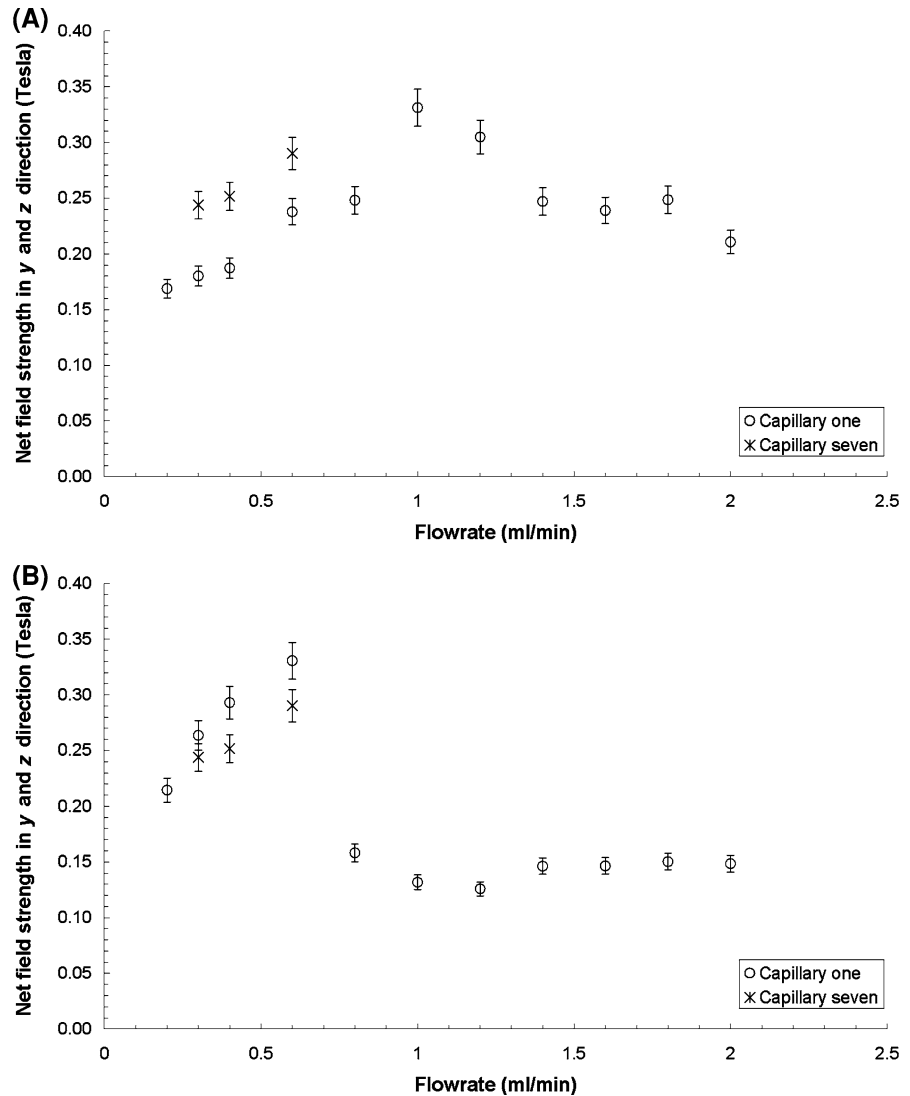 (A)
Net field strength in y and z direction (Tesla)
0.40
0.35
0.30
0.25
0.20
0.15
0.10
0.05
0.00
0 0.5 1 1.5 2 2.5
Flowrate (ml/min)
Capillary one
Capillary seven
(B)
Net field strength in y and z direction (Tesla)
0.40
0.35
0.30
0.25
0.20
0.15
0.10
0.05
0.00
0 0.5 1 1.5 2 2.5
Flowrate (ml/min)
Capillary one
Capillary seven